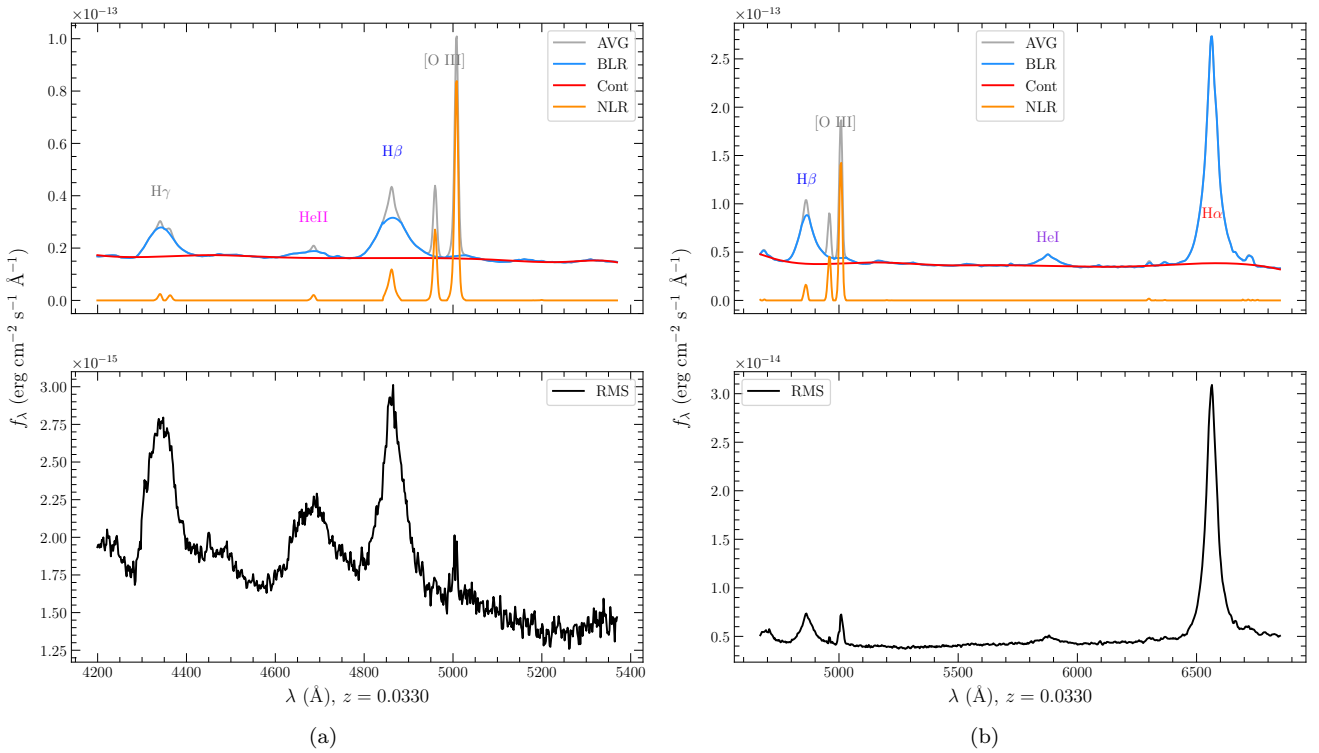 ×10⁻¹³
1.0
0.8
0.6
0.4
0.2
0.0
AVG
BLR
Cont
NLR
[O III]
Hβ
Hγ
HeII
×10⁻¹⁵
3.00
2.75
2.50
2.25
2.00
1.75
1.50
1.25
RMS
4200
4400
4600
4800
5000
5200
5400
λ (Å), z = 0.0330
f_λ (erg cm⁻² s⁻¹ Å⁻¹)
(a)
×10⁻¹³
2.5
2.0
1.5
1.0
0.5
0.0
AVG
BLR
Cont
NLR
[O III]
Hβ
HeI
Hα
×10⁻¹⁴
3.0
2.5
2.0
1.5
1.0
0.5
RMS
5000
5500
6000
6500
λ (Å), z = 0.0330
f_λ (erg cm⁻² s⁻¹ Å⁻¹)
(b)